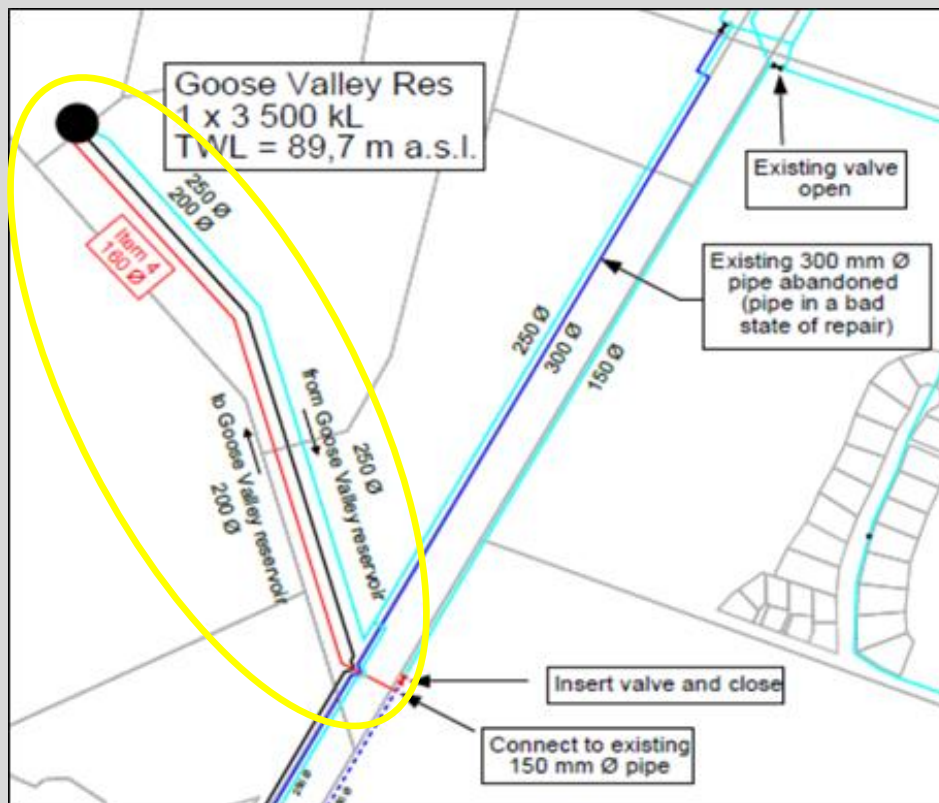 Goose Valley Res
1 x 3 500 kL
TWL = 89,7 m a.s.l.
250 Ø
200 Ø
Item 4
160 Ø
Existing valve
open
Existing 300 mm Ø
pipe abandoned
(pipe in a bad
state of repair)
250 Ø
300 Ø
150 Ø
from Goose Valley reservoir
250 Ø
to Goose Valley reservoir
200 Ø
Insert valve and close
Connect to existing
150 mm Ø pipe